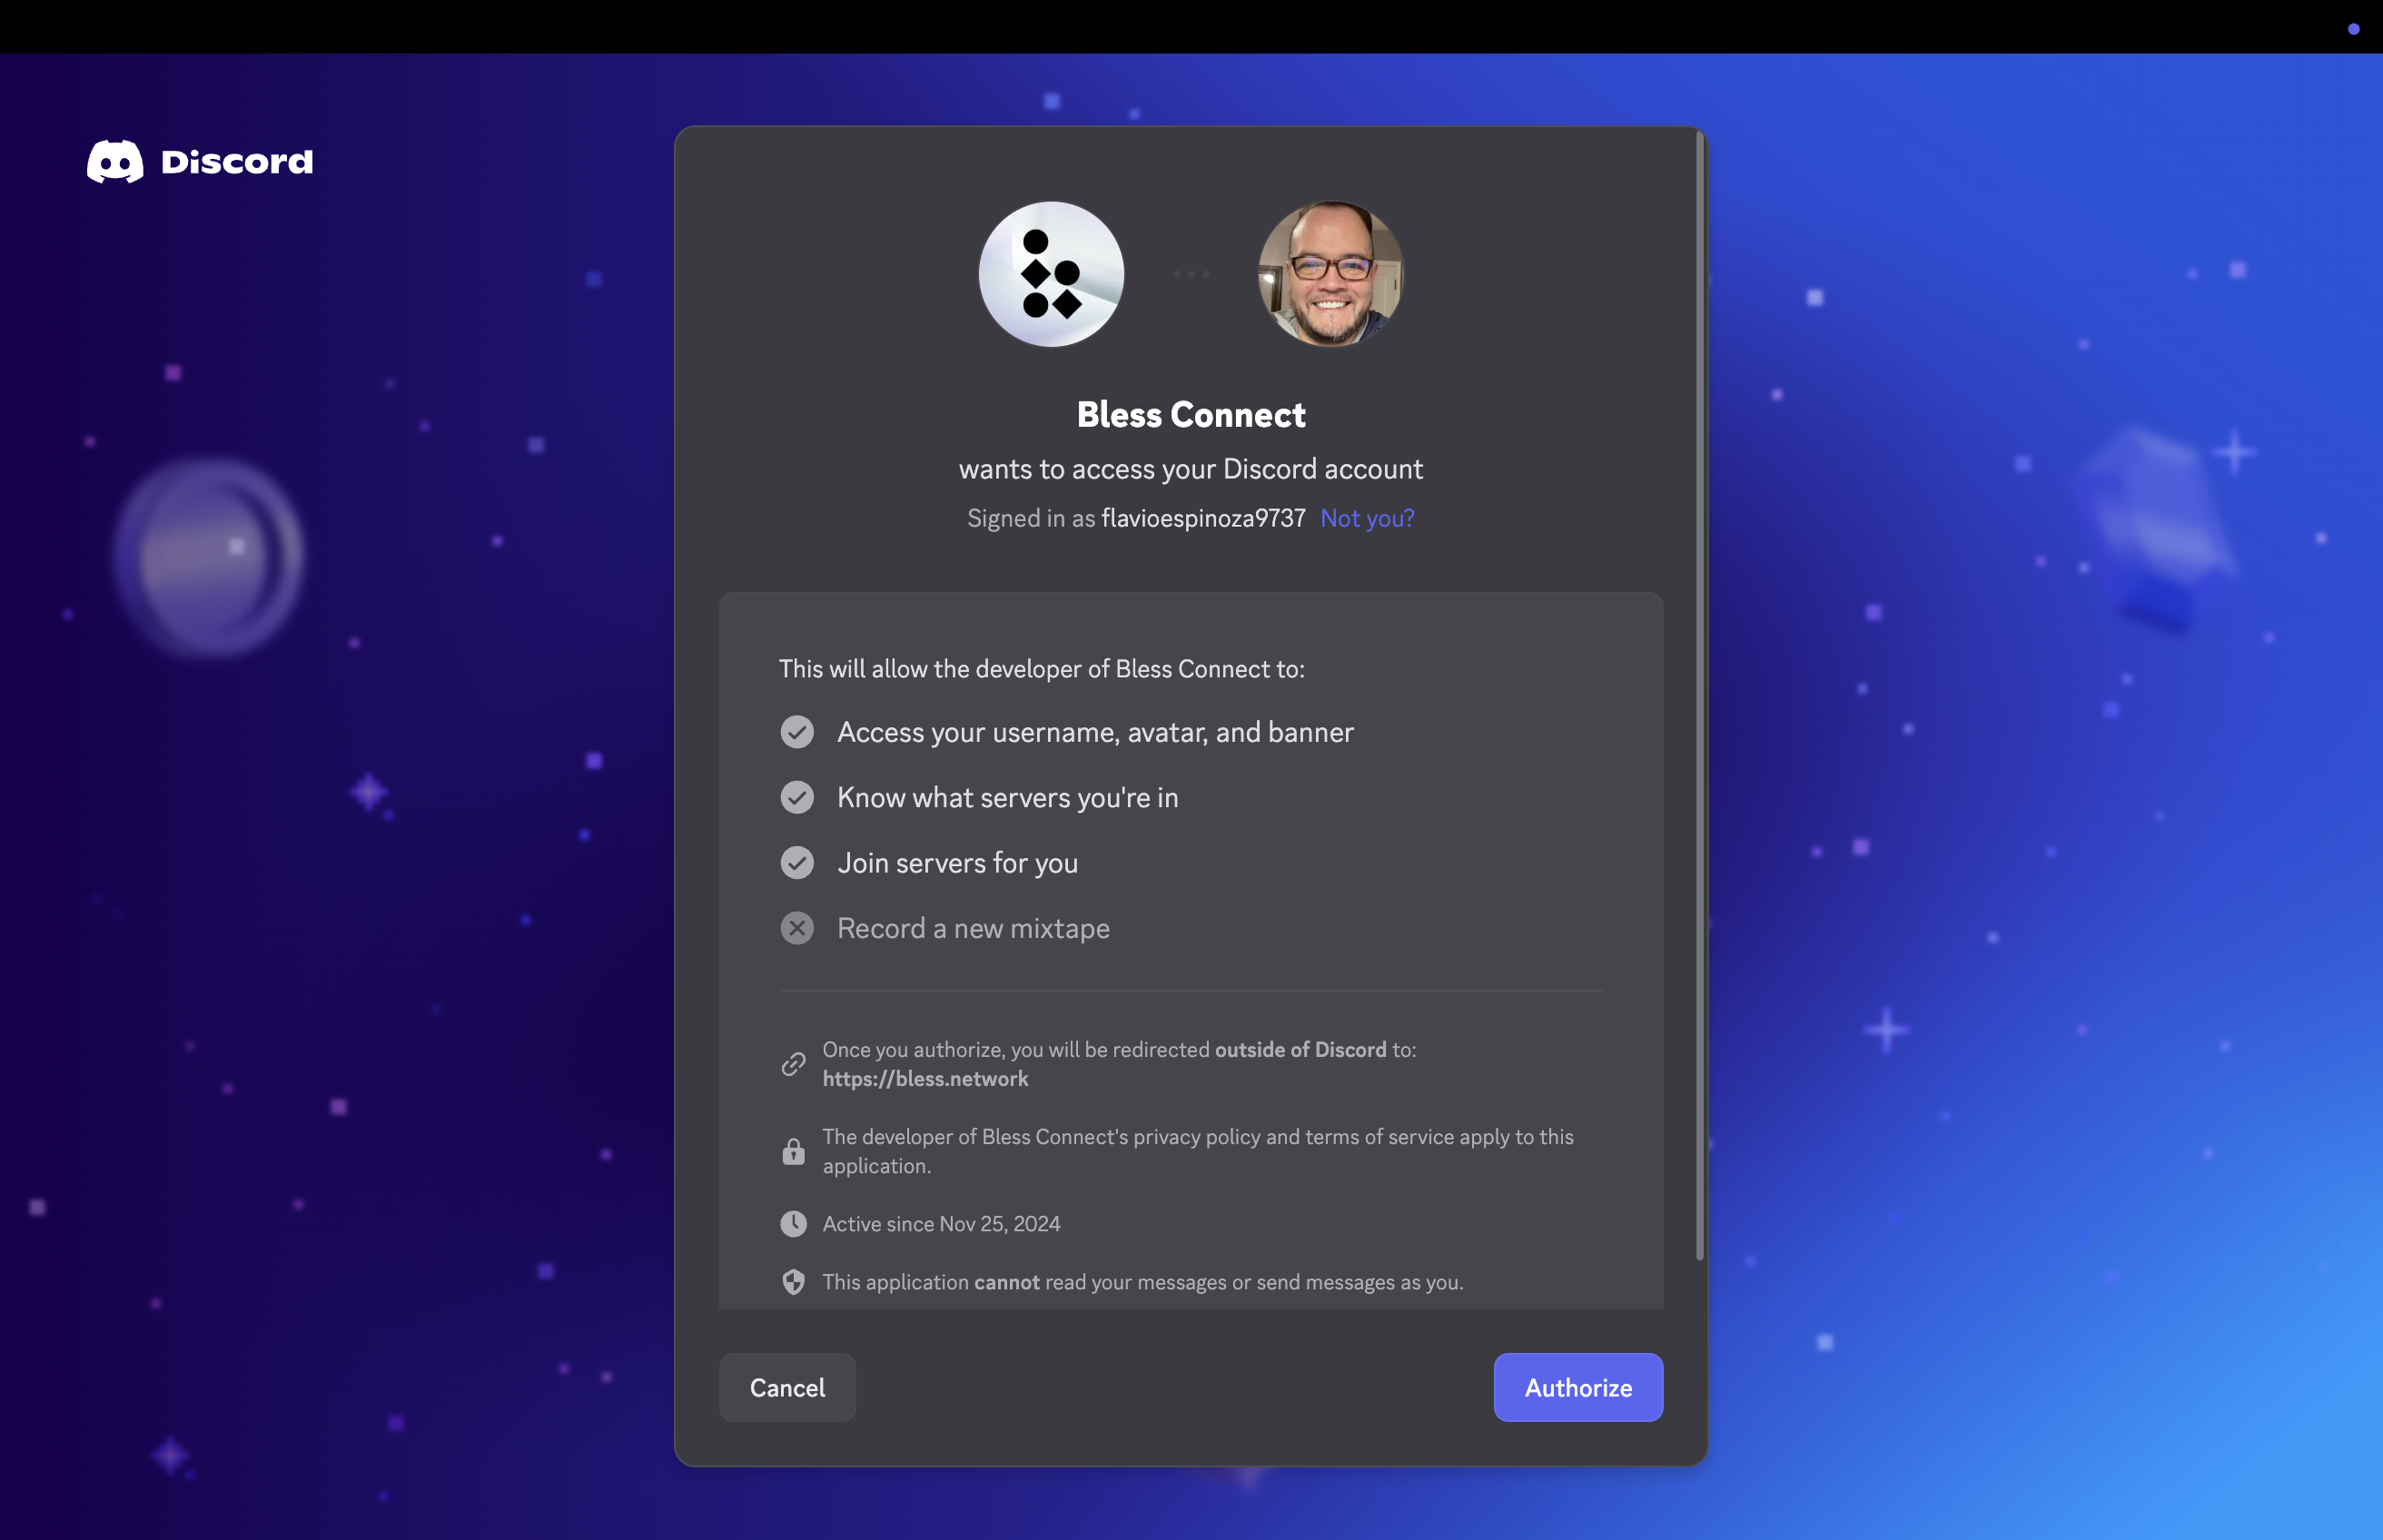 Discord
Bless Connect
wants to access your Discord account
Signed in as flavioespinoza9737 Not you?
This will allow the developer of Bless Connect to:
Access your username, avatar, and banner
Know what servers you're in
Join servers for you
Record a new mixtape
Once you authorize, you will be redirected outside of Discord to:
https://bless.network
The developer of Bless Connect's privacy policy and terms of service apply to this
application.
Active since Nov 25, 2024
This application cannot read your messages or send messages as you.
Cancel
Authorize